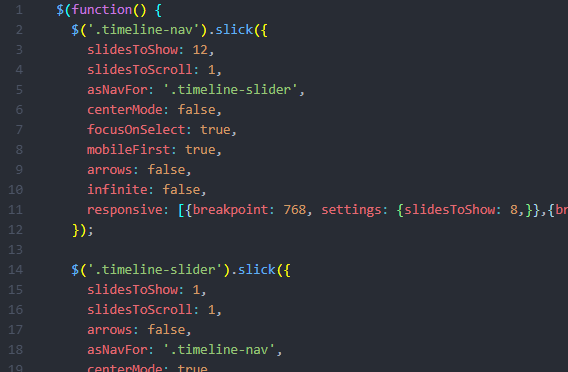 1 $(function() {
2 $('.timeline-nav').slick({
3 slidesToShow: 12,
4 slidesToScroll: 1,
5 asNavFor: '.timeline-slider',
6 centerMode: false,
7 focusOnSelect: true,
8 mobileFirst: true,
9 arrows: false,
10 infinite: false,
11 responsive: [{breakpoint: 768, settings: {slidesToShow: 8,}},{br
12 });
13
14 $('.timeline-slider').slick({
15 slidesToShow: 1,
16 slidesToScroll: 1,
17 arrows: false,
18 asNavFor: '.timeline-nav',
19 centerMode: true